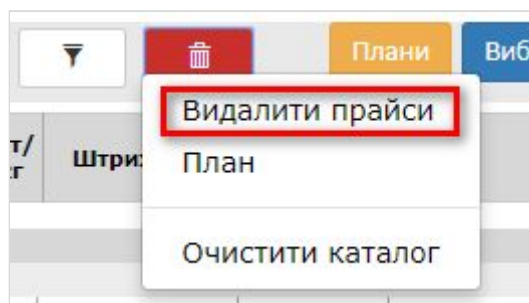 Плани Виб
Видалити прайси
т/
Штри
г
План
Очистити каталог